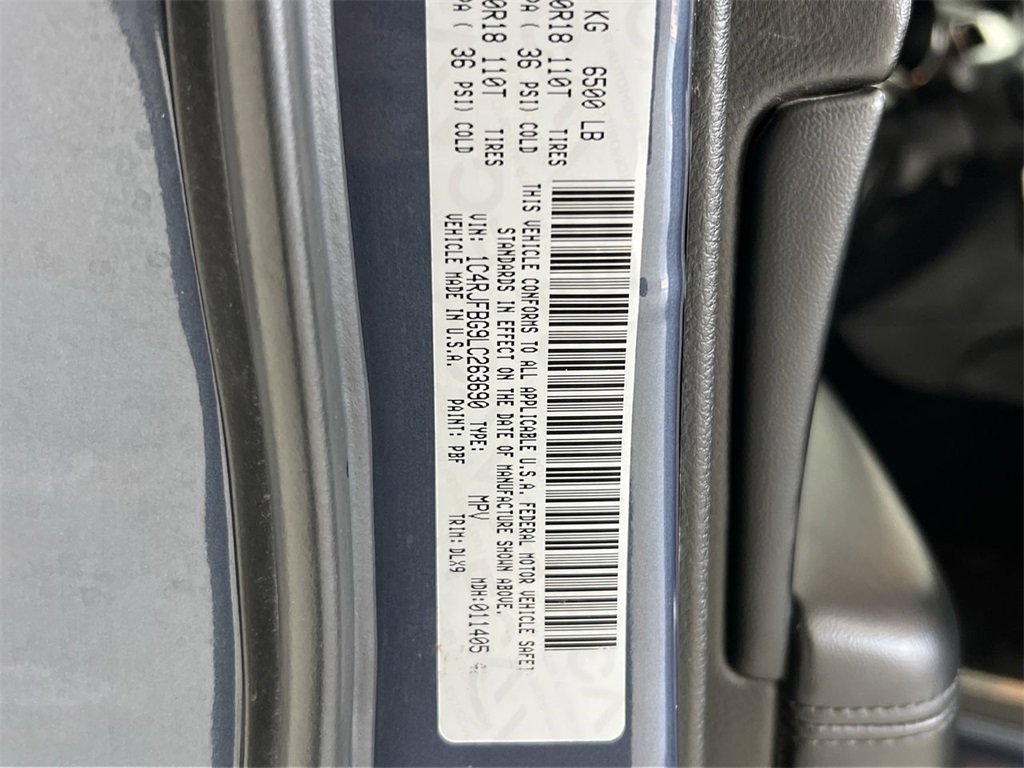 KG 6500 LB
0R18 110T TIRES
PA ( 36 PSI) COLD
0R18 110T TIRES
PA ( 36 PSI) COLD
THIS VEHICLE CONFORMS TO ALL APPLICABLE U.S.A. FEDERAL MOTOR VEHICLE SAFET
STANDARDS IN EFFECT ON THE DATE OF MANUFACTURE SHOWN ABOVE.
VIN: 1C4RJFBG9LC263690 TYPE: MPV MDH:011405
VEHICLE MADE IN U.S.A. PAINT: PBF TRIM: DLX9